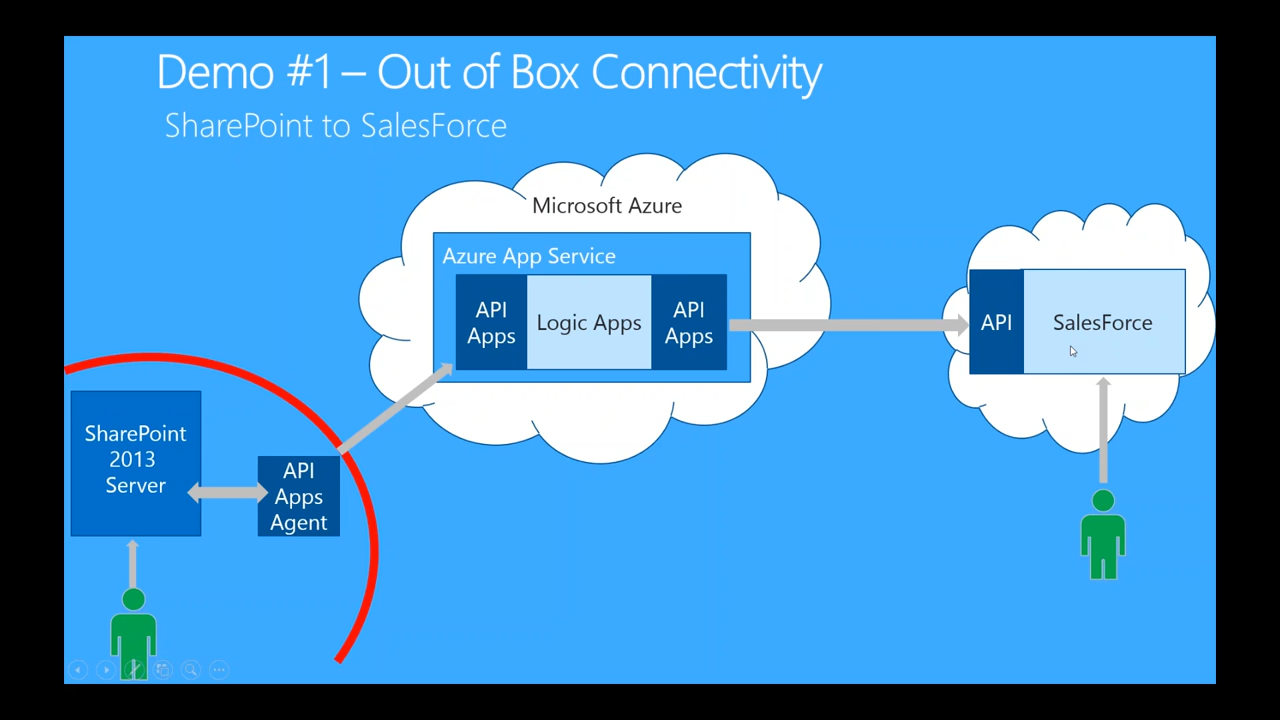 Demo #1 – Out of Box Connectivity
SharePoint to SalesForce
Microsoft Azure
Azure App Service
API
Apps
Logic Apps
API
Apps
API
SalesForce
SharePoint
2013
Server
API
Apps
Agent